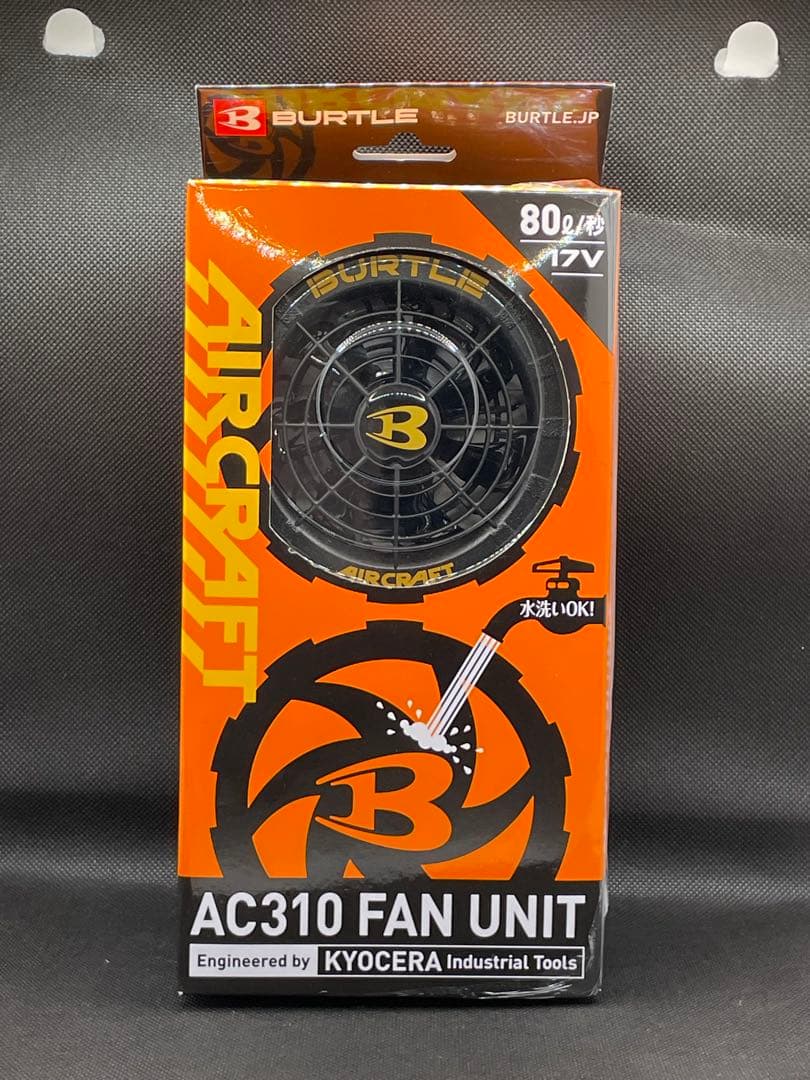 B BURTLE
BURTLE.JP
80ℓ/秒
17V
BURTLE
AIRCRAFT
B
AIRCRAFT
水洗いOK!
B
AC310 FAN UNIT
Engineered by KYOCERA Industrial Tools